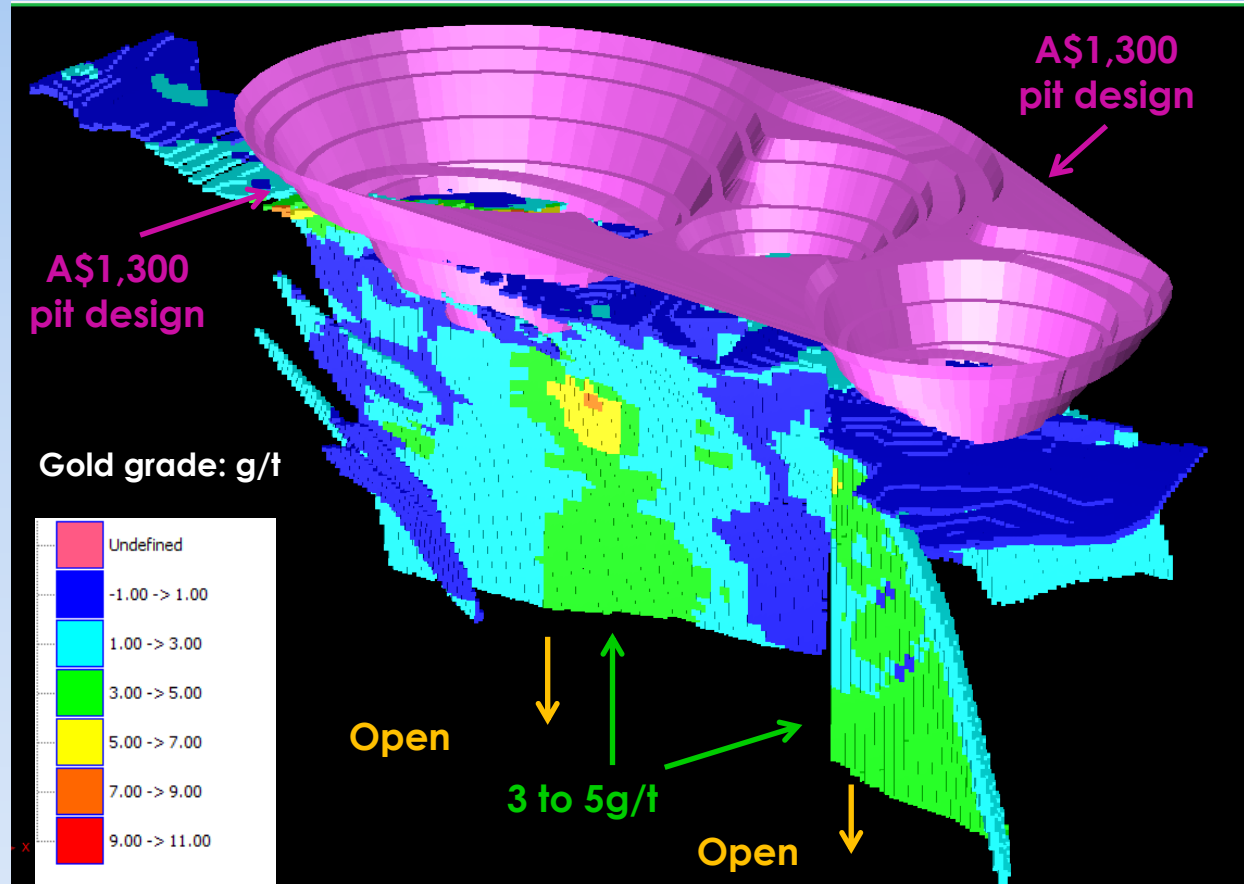 A$1,300
pit design
A$1,300
pit design
Gold grade: g/t
Undefined
-1.00 -> 1.00
1.00 -> 3.00
3.00 -> 5.00
5.00 -> 7.00
7.00 -> 9.00
9.00 -> 11.00
Open
3 to 5g/t
Open
x